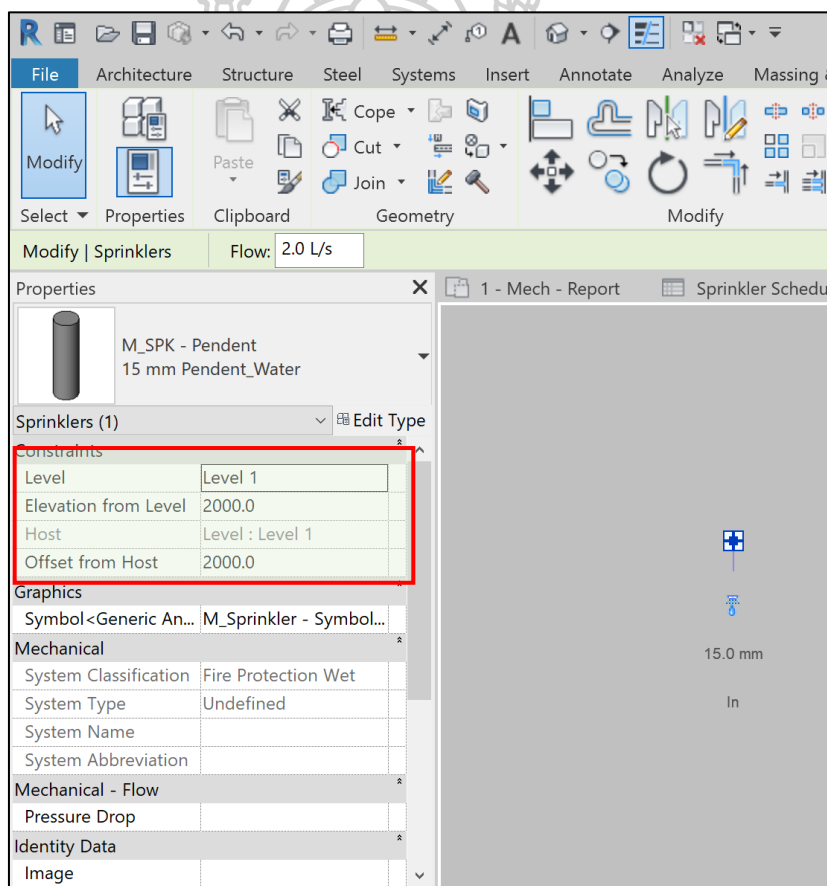 File Architecture Structure Steel Systems Insert Annotate Analyze Massing &
Modify
Paste
Cope
Cut
Join
Select Properties Clipboard Geometry Modify
Modify | Sprinklers Flow: 2.0 L/s
Properties
1 - Mech - Report Sprinkler Schedu
M_SPK - Pendent
15 mm Pendent_Water
Sprinklers (1) Edit Type
Constraints
Level Level 1
Elevation from Level 2000.0
Host Level : Level 1
Offset from Host 2000.0
Graphics
Symbol<Generic An... M_Sprinkler - Symbol...
Mechanical
System Classification Fire Protection Wet
System Type Undefined
System Name
System Abbreviation
Mechanical - Flow
Pressure Drop
Identity Data
Image
15.0 mm
In